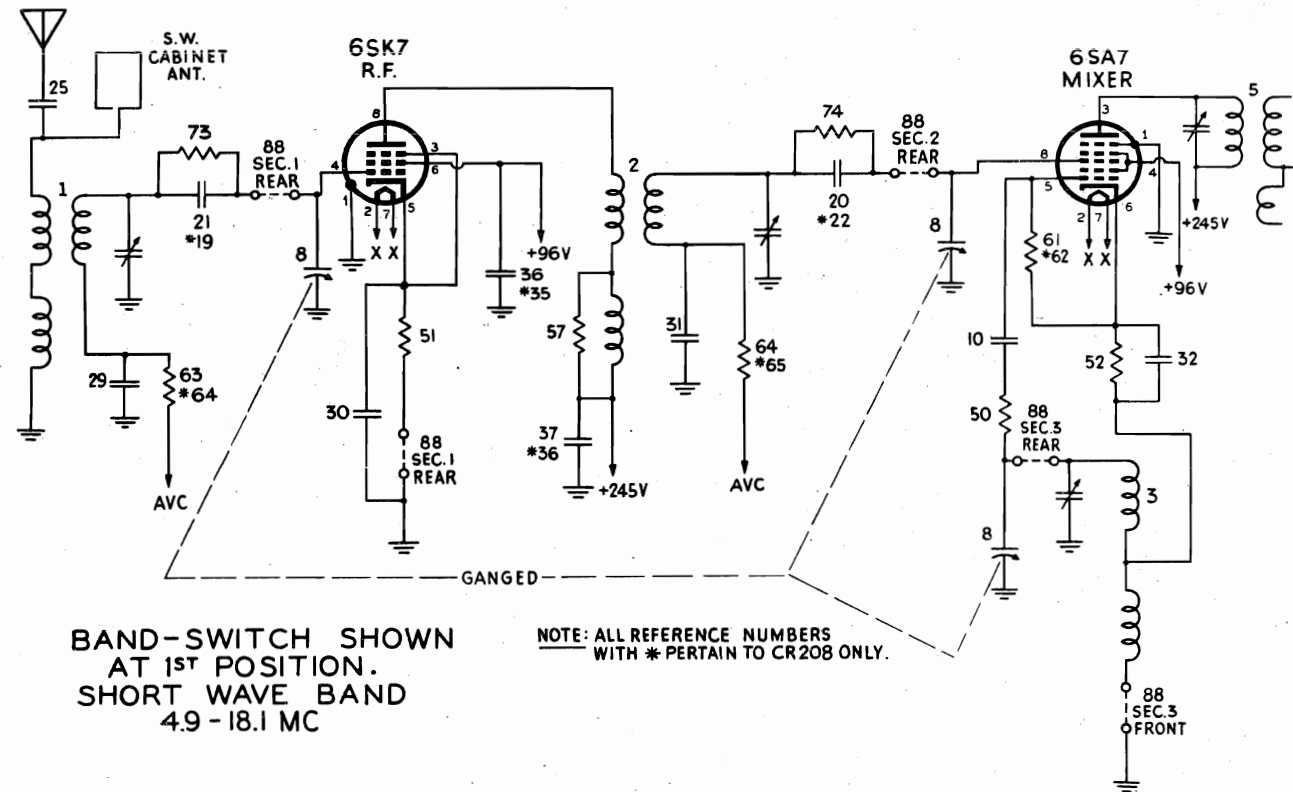 S.W.
CABINET
ANT.
25
6SK7
R.F.
6SA7
MIXER
5
8
3
73
74
88
SEC.1
REAR
88
SEC.2
REAR
4
3
6
1
2
7
5
X X
1
21
*19
8
2
20
*22
8
8
5
1
4
2
7
6
X X
+245V
+96V
36
*35
+96V
61
*62
29
63
*64
AVC
51
30
88
SEC.1
REAR
57
37
*36
+245V
31
64
*65
AVC
10
52
32
50
88
SEC.3
REAR
3
8
GANGED
88
SEC.3
FRONT
BAND-SWITCH SHOWN
AT 1ST POSITION.
SHORT WAVE BAND
4.9-18.1 MC
NOTE: ALL REFERENCE NUMBERS
WITH * PERTAIN TO CR208 ONLY.